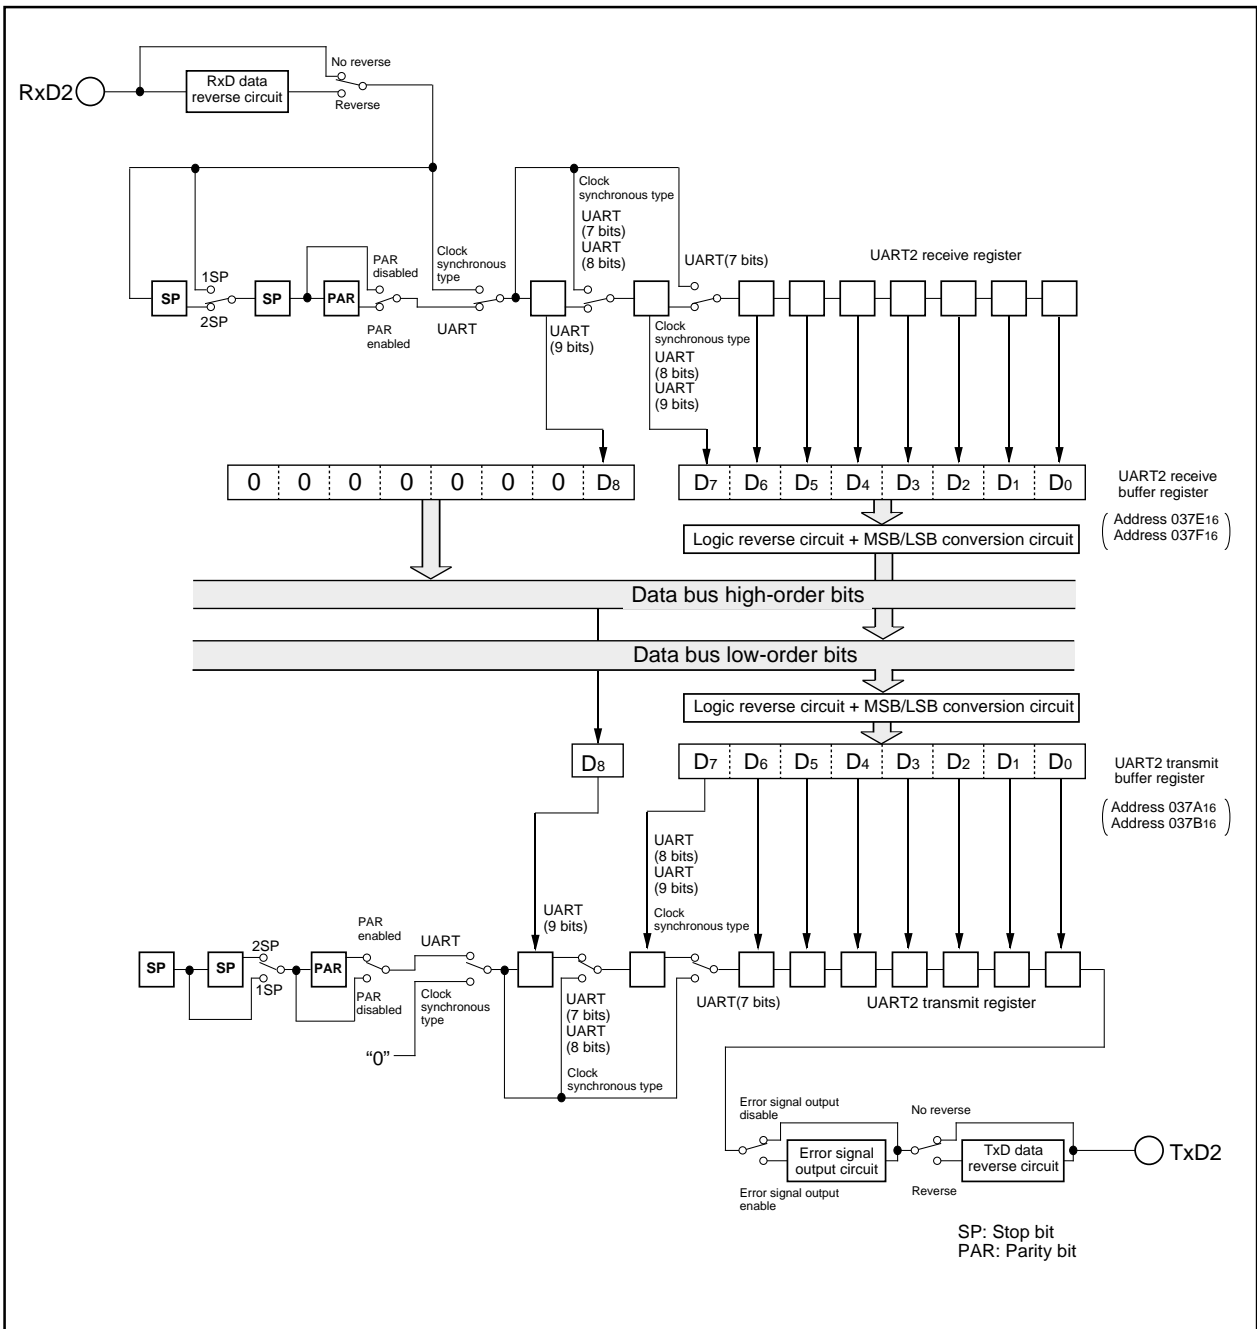 No reverse
RxD2
RxD data
reverse circuit
Reverse
Clock
synchronous type
UART
(7 bits)
UART
(8 bits)
PAR
disabled
Clock
synchronous
type
UART(7 bits)
UART2 receive register
1SP
SP
SP
PAR
2SP
PAR
enabled
UART
UART
(9 bits)
Clock
synchronous type
UART
(8 bits)
UART
(9 bits)
0 0 0 0 0 0 0 D8
D7 D6 D5 D4 D3 D2 D1 D0
UART2 receive
buffer register
Address 037E16
Address 037F16
Logic reverse circuit + MSB/LSB conversion circuit
Data bus high-order bits
Data bus low-order bits
Logic reverse circuit + MSB/LSB conversion circuit
D8
D7 D6 D5 D4 D3 D2 D1 D0
UART2 transmit
buffer register
Address 037A16
Address 037B16
UART
(8 bits)
UART
(9 bits)
Clock
synchronous type
UART
(9 bits)
PAR
enabled
UART
2SP
SP
SP
PAR
1SP
PAR
disabled
Clock
synchronous
type
"0"
UART
(7 bits)
UART
(8 bits)
Clock
synchronous type
UART(7 bits)
UART2 transmit register
Error signal output
disable
No reverse
Error signal
output circuit
TxD data
reverse circuit
TxD2
Error signal output
enable
Reverse
SP: Stop bit
PAR: Parity bit